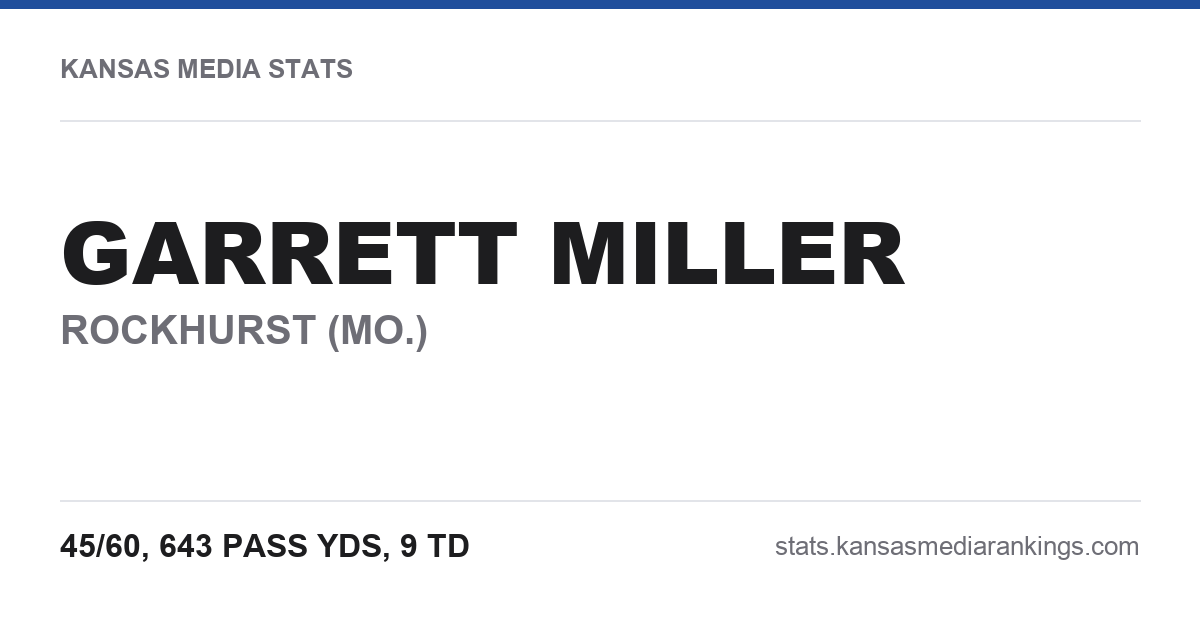 KANSAS MEDIA STATS
GARRETT MILLER
ROCKHURST (MO.)
45/60, 643 PASS YDS, 9 TD
stats.kansasmediarankings.com